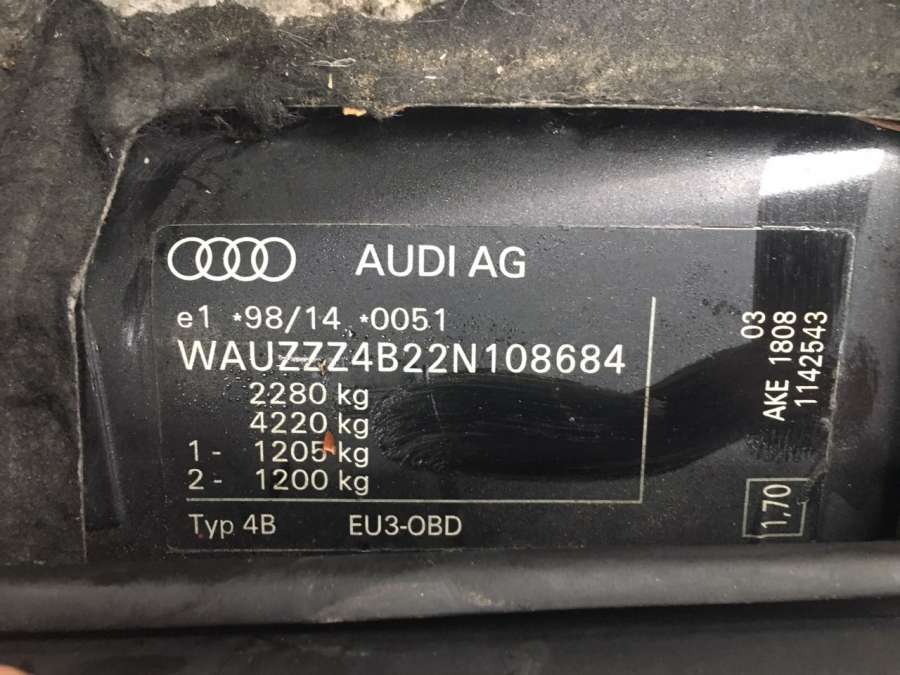 AUDI AG
e1 *98/14 *0051
WAUZZZ4B22N108684
2280 kg
4220 kg
1 - 1205 kg
2 - 1200 kg
Typ 4B EU3-OBD
03
AKE 1808
1142543
1,70